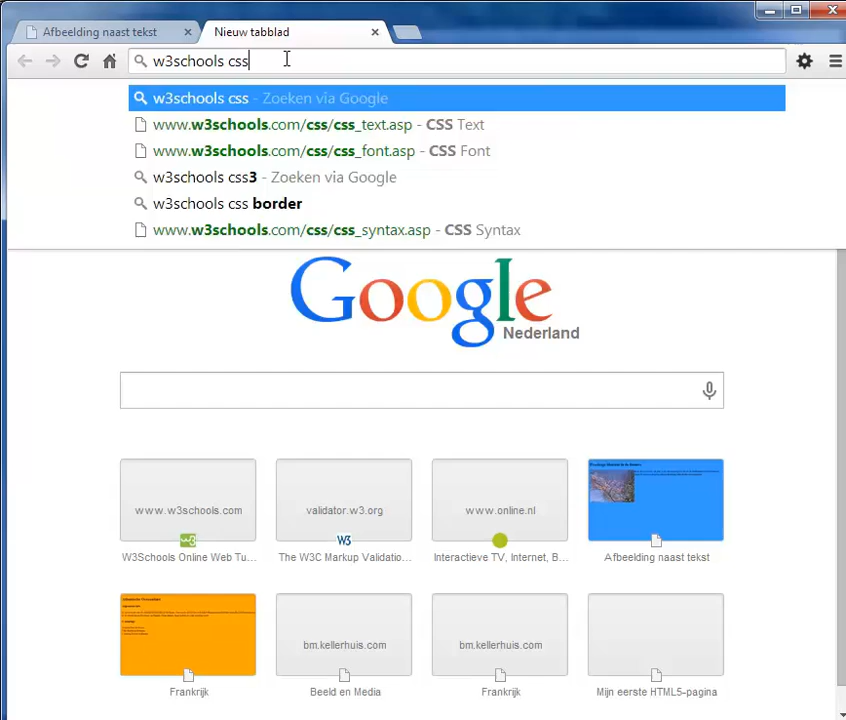 Afbeelding naast tekst
Nieuw tabblad
w3schools css
w3schools css - Zoeken via Google
www.w3schools.com/css/css_text.asp - CSS Text
www.w3schools.com/css/css_font.asp - CSS Font
w3schools css3 - Zoeken via Google
w3schools css border
www.w3schools.com/css/css_syntax.asp - CSS Syntax
Google
Nederland
www.w3schools.com
validator.w3.org
www.online.nl
W3Schools Online Web Tu...
The W3C Markup Validatio...
Interactieve TV, Internet, B...
Afbeelding naast tekst
bm.kellerhuis.com
bm.kellerhuis.com
Frankrijk
Beeld en Media
Frankrijk
Mijn eerste HTML5-pagina